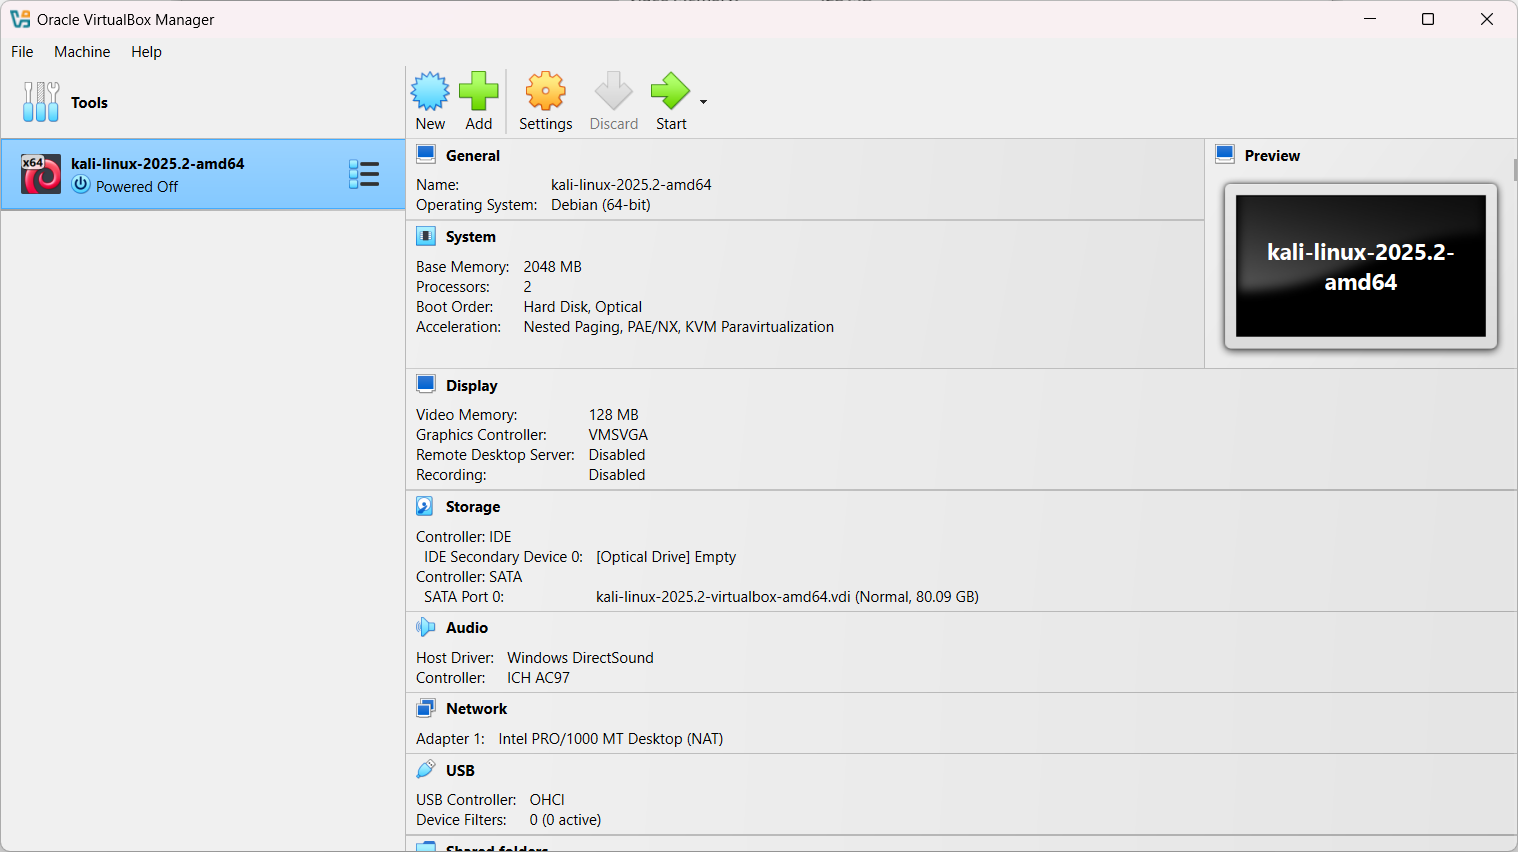 Oracle VirtualBox Manager
File Machine Help
Tools
New Add Settings Discard Start
x64 kali-linux-2025.2-amd64
Powered Off
General
Name: kali-linux-2025.2-amd64
Operating System: Debian (64-bit)
System
Base Memory: 2048 MB
Processors: 2
Boot Order: Hard Disk, Optical
Acceleration: Nested Paging, PAE/NX, KVM Paravirtualization
Preview
kali-linux-2025.2-
amd64
Display
Video Memory: 128 MB
Graphics Controller: VMSVGA
Remote Desktop Server: Disabled
Recording: Disabled
Storage
Controller: IDE
IDE Secondary Device 0: [Optical Drive] Empty
Controller: SATA
SATA Port 0: kali-linux-2025.2-virtualbox-amd64.vdi (Normal, 80.09 GB)
Audio
Host Driver: Windows DirectSound
Controller: ICH AC97
Network
Adapter 1: Intel PRO/1000 MT Desktop (NAT)
USB
USB Controller: OHCI
Device Filters: 0 (0 active)
Shared folders